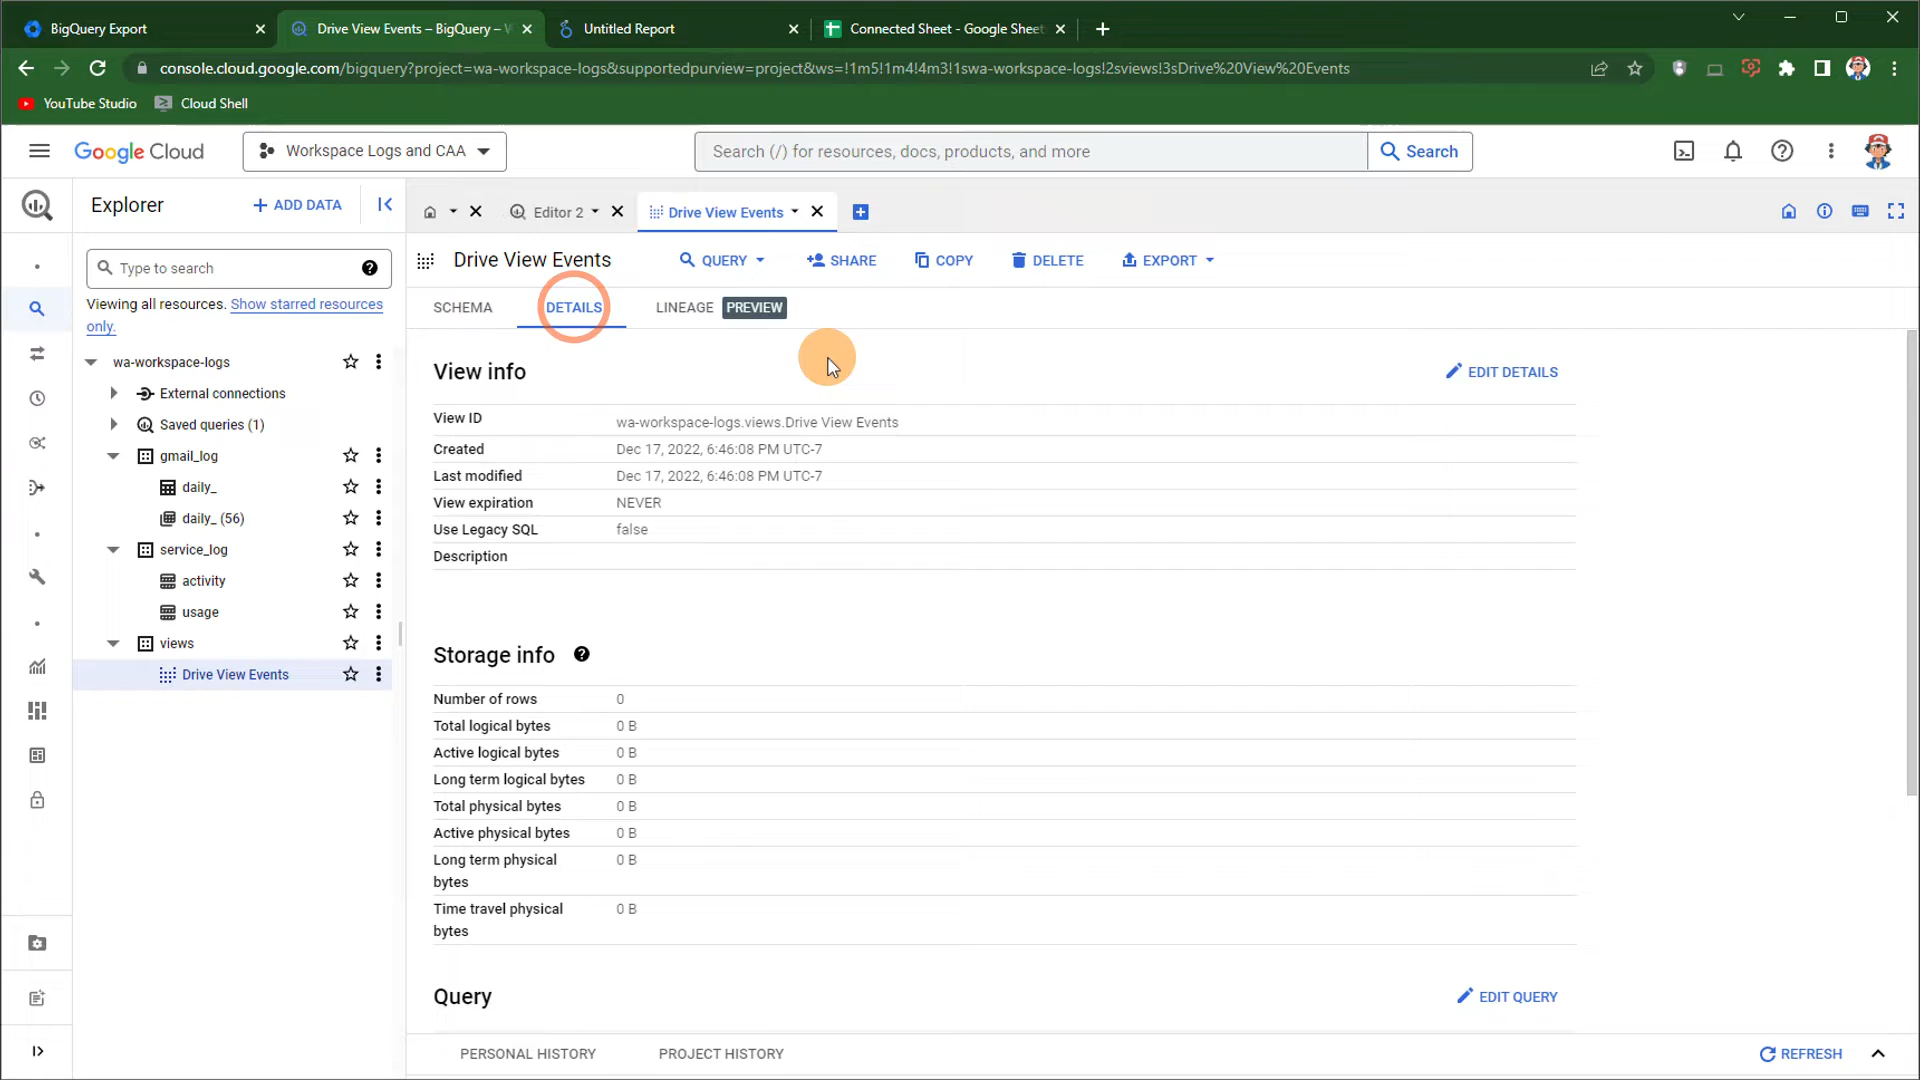 BigQuery Export
Drive View Events – BigQuery – W
Untitled Report
Connected Sheet - Google Sheet
console.cloud.google.com/bigquery?project=wa-workspace-logs&supportedpurview=project&ws=!1m5!1m4!4m3!1swa-workspace-logs!2sviews!3sDrive%20View%20Events
YouTube Studio
Cloud Shell
Google Cloud
Workspace Logs and CAA
Search (/) for resources, docs, products, and more
Search
Explorer
+ ADD DATA
Editor 2
Drive View Events
Type to search
Viewing all resources. Show starred resources
only.
wa-workspace-logs
External connections
Saved queries (1)
gmail_log
daily_
daily_ (56)
service_log
activity
usage
views
Drive View Events
Drive View Events
QUERY
SHARE
COPY
DELETE
EXPORT
SCHEMA
DETAILS
LINEAGE
PREVIEW
View info
EDIT DETAILS
View ID
wa-workspace-logs.views.Drive View Events
Created
Dec 17, 2022, 6:46:08 PM UTC-7
Last modified
Dec 17, 2022, 6:46:08 PM UTC-7
View expiration
NEVER
Use Legacy SQL
false
Description
Storage info
Number of rows
0
Total logical bytes
0 B
Active logical bytes
0 B
Long term logical bytes
0 B
Total physical bytes
0 B
Active physical bytes
0 B
Long term physical
bytes
0 B
Time travel physical
bytes
0 B
Query
EDIT QUERY
PERSONAL HISTORY
PROJECT HISTORY
REFRESH